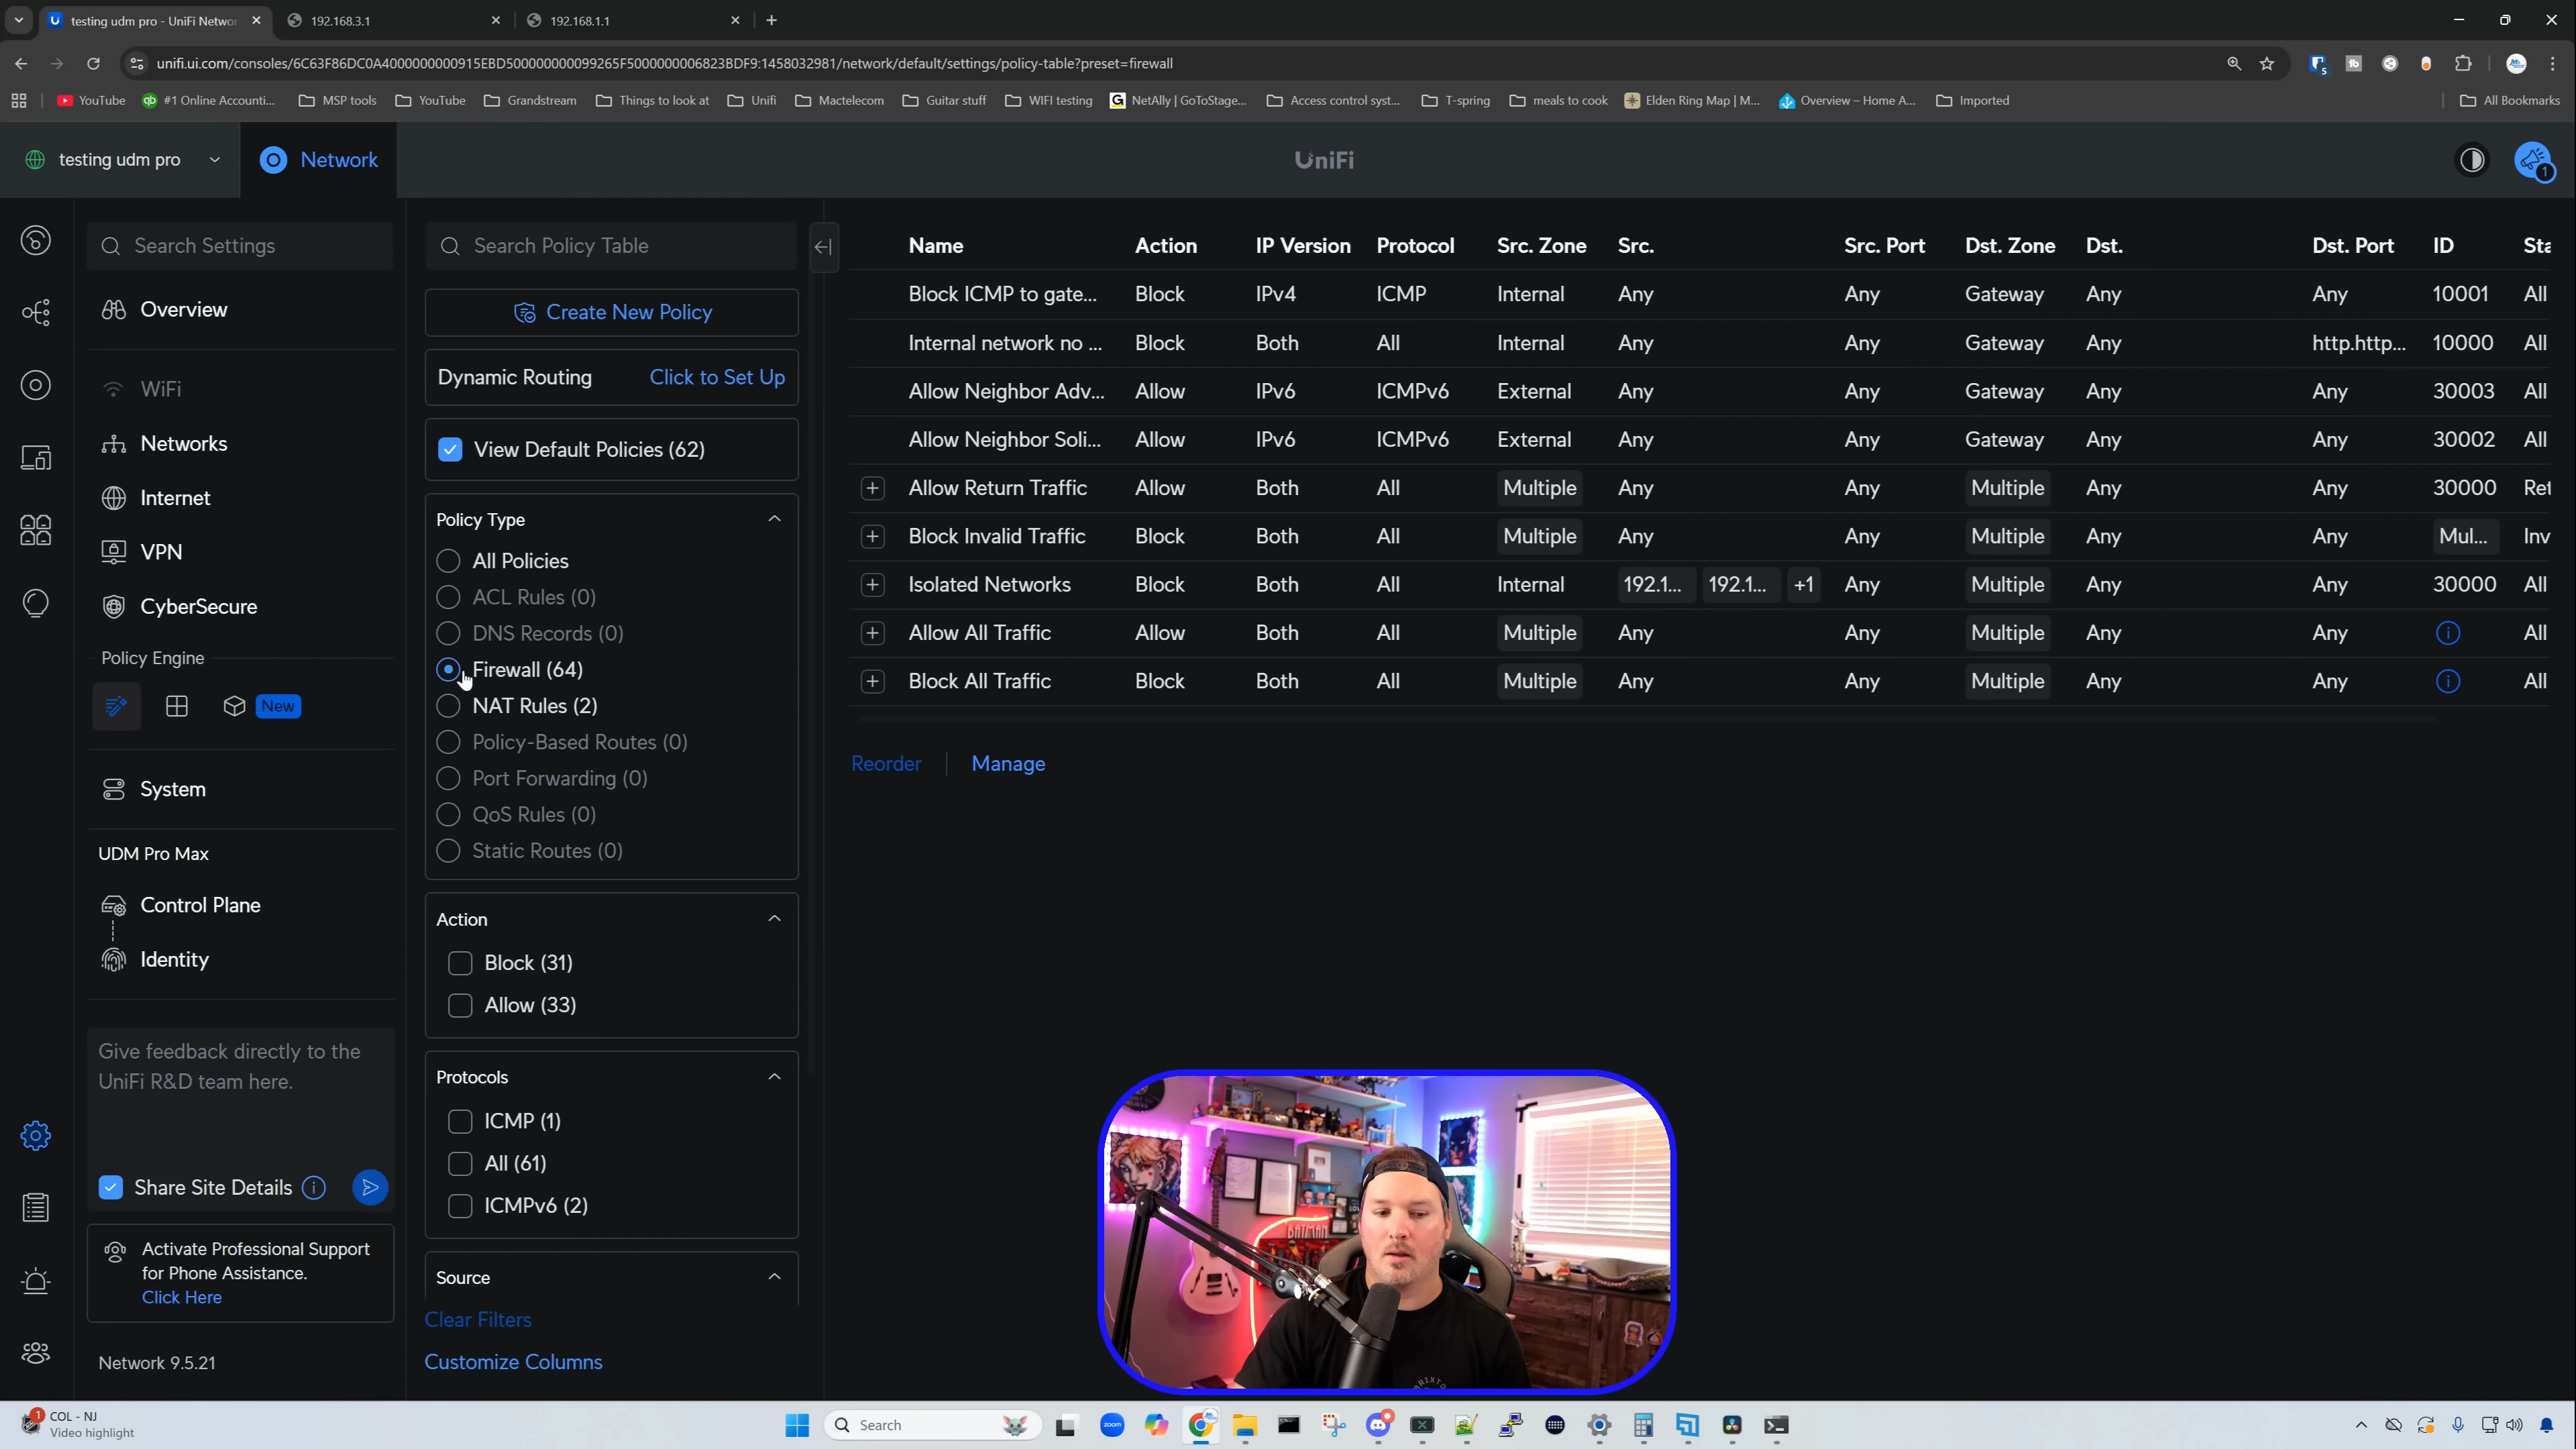 testing udm pro - UniFi Networ
192.168.3.1
192.168.1.1
unifi.ui.com/consoles/6C63F86DC0A4000000000915EBD500000000099265F5000000006823BDF9:1458032981/network/default/settings/policy-table?preset=firewall
YouTube
#1 Online Accounti...
MSP tools
YouTube
Grandstream
Things to look at
Unifi
Mactelecom
Guitar stuff
WIFI testing
NetAlly | GoToStage...
Access control syst...
T-spring
meals to cook
Elden Ring Map | M...
Overview – Home A...
Imported
All Bookmarks
testing udm pro
Network
UniFi
1
Search Settings
Overview
WiFi
Networks
Internet
VPN
CyberSecure
Policy Engine
New
System
UDM Pro Max
Control Plane
Identity
Give feedback directly to the
UniFi R&D team here.
Share Site Details
Activate Professional Support
for Phone Assistance.
Click Here
Network 9.5.21
Search Policy Table
Create New Policy
Dynamic Routing Click to Set Up
View Default Policies (62)
Policy Type
All Policies
ACL Rules (0)
DNS Records (0)
Firewall (64)
NAT Rules (2)
Policy-Based Routes (0)
Port Forwarding (0)
QoS Rules (0)
Static Routes (0)
Action
Block (31)
Allow (33)
Protocols
ICMP (1)
All (61)
ICMPv6 (2)
Source
Clear Filters
Customize Columns
Name Action IP Version Protocol Src. Zone Src. Src. Port Dst. Zone Dst. Dst. Port ID Sta
Block ICMP to gate... Block IPv4 ICMP Internal Any Any Gateway Any Any 10001 All
Internal network no ... Block Both All Internal Any Any Gateway Any http.http... 10000 All
Allow Neighbor Adv... Allow IPv6 ICMPv6 External Any Any Gateway Any Any 30003 All
Allow Neighbor Soli... Allow IPv6 ICMPv6 External Any Any Gateway Any Any 30002 All
Allow Return Traffic Allow Both All Multiple Any Any Multiple Any Any 30000 Ret
Block Invalid Traffic Block Both All Multiple Any Any Multiple Any Any Mul... Inv
Isolated Networks Block Both All Internal 192.1... 192.1... +1 Any Multiple Any Any 30000 All
Allow All Traffic Allow Both All Multiple Any Any Multiple Any Any All
Block All Traffic Block Both All Multiple Any Any Multiple Any Any All
Reorder Manage
BATMAN
1
COL - NJ
Video highlight
Search
zoom